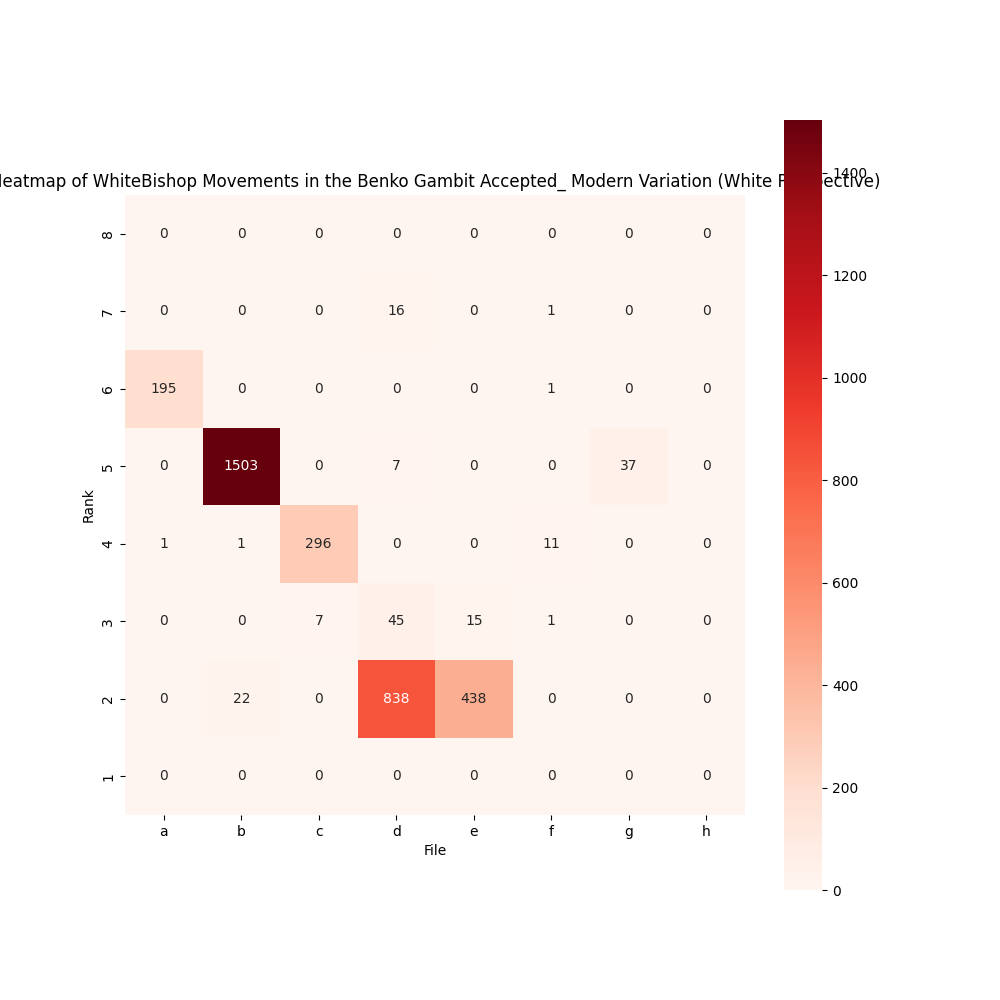 eatmap of WhiteBishop Movements in the Benko Gambit Accepted_ Modern Variation (White ective)
8 0 0 0 0 0 0 0 0
7 0 0 0 16 0 1 0 0
6 195 0 0 0 0 1 0 0
5 0 1503 0 7 0 0 37 0
4 1 1 296 0 0 11 0 0
3 0 0 7 45 15 1 0 0
2 0 22 0 838 438 0 0 0
1 0 0 0 0 0 0 0 0
a b c d e f g h
File
Rank
1400
1200
1000
800
600
400
200
0